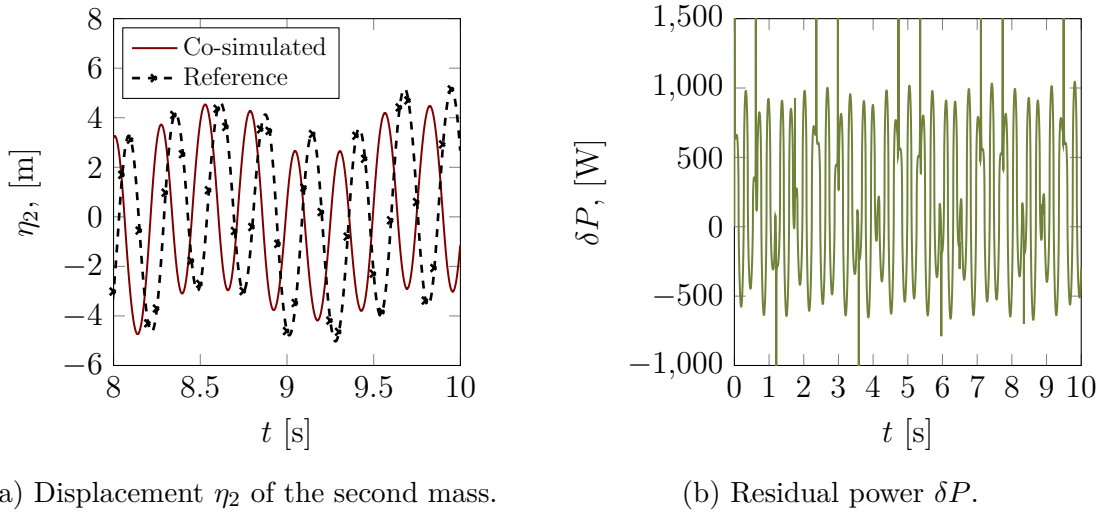 8
6
4
2
0
−2
−4
−6
η2, [m]
Co-simulated
Reference
8
8.5
9
9.5
10
t [s]
1,500
1,000
500
0
−500
−1,000
δP, [W]
0 1 2 3 4 5 6 7 8 9 10
t [s]
a) Displacement η2 of the second mass.
(b) Residual power δP.